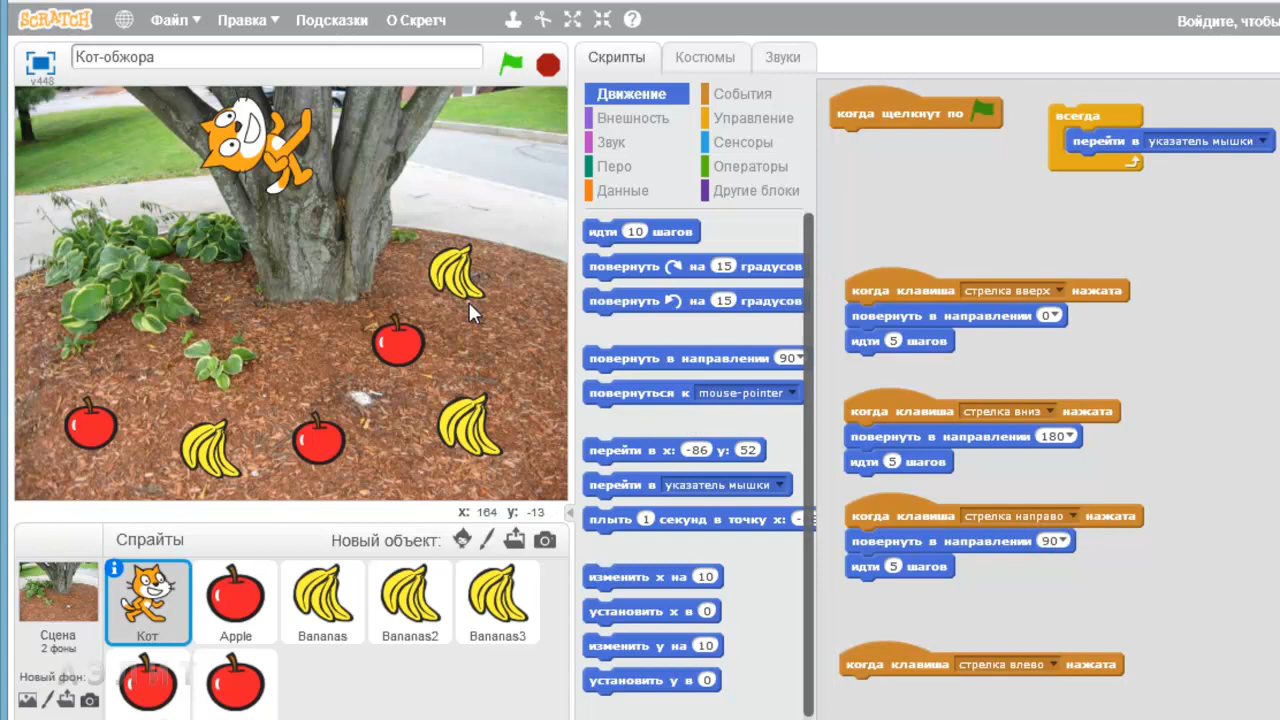 SCRATCH Файл Правка Подсказки О Скретч ? Войдите, чтобы
v448 Кот-обжора
Скрипты Костюмы Звуки
Движение События
Внешность Управление
Звук Сенсоры
Перо Операторы
Данные Другие блоки
идти 10 шагов
повернуть на 15 градусов
повернуть на 15 градусов
повернуть в направлении 90
повернуться к mouse-pointer
перейти в x: -86 y: 52
перейти в указатель мышки
плыть 1 секунд в точку x: -
изменить х на 10
установить х в 0
изменить у на 10
установить у в 0
когда щелкнут по
всегда
перейти в указатель мышки
когда клавиша стрелка вверх нажата
повернуть в направлении 0
идти 5 шагов
когда клавиша стрелка вниз нажата
повернуть в направлении 180
идти 5 шагов
когда клавиша стрелка направо нажата
повернуть в направлении 90
идти 5 шагов
когда клавиша стрелка влево нажата
x: 164 y: -13
Спрайты Новый объект:
Сцена
2 фоны
Новый фон:
Кот Apple Bananas Bananas2 Bananas3